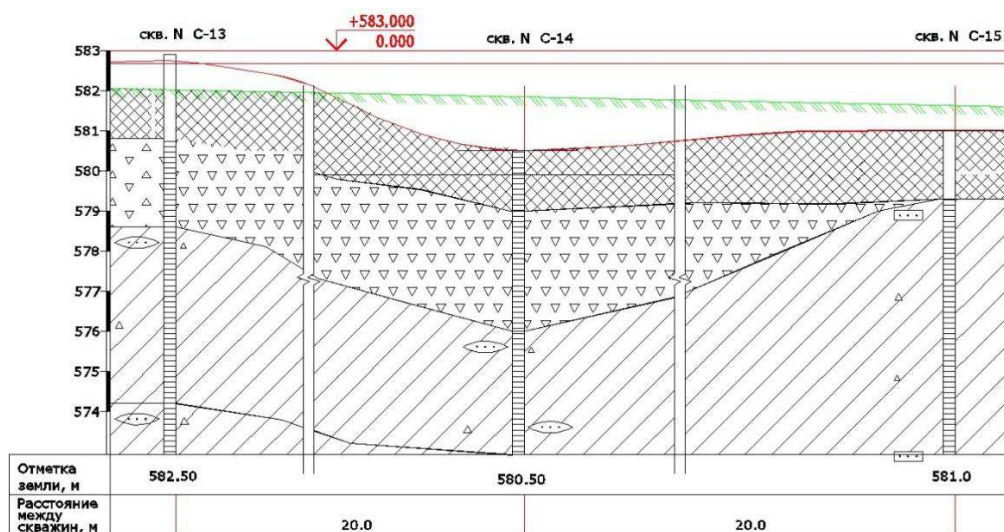 +583.000
0.000
скв. N С-13
скв. N С-14
скв. N С-15
583
582
581
580
579
578
577
576
575
574
Отметка
земли, м
582.50
580.50
581.0
Расстояние
между
скважин, м
20.0
20.0